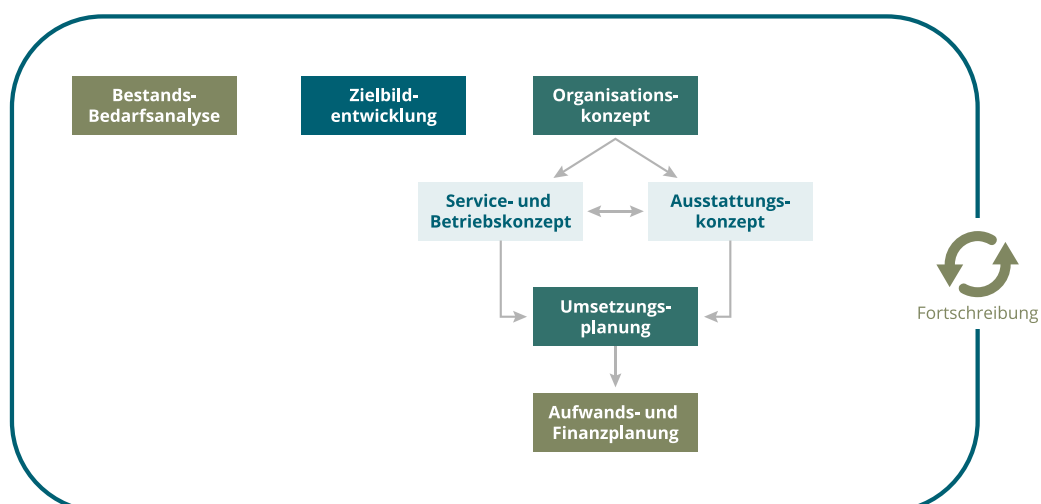 Bestands-
Bedarfsanalyse
Zielbild-
entwicklung
Organisations-
konzept
Service- und
Betriebskonzept
Ausstattungs-
konzept
Umsetzungs-
planung
Aufwands- und
Finanzplanung
Fortschreibung